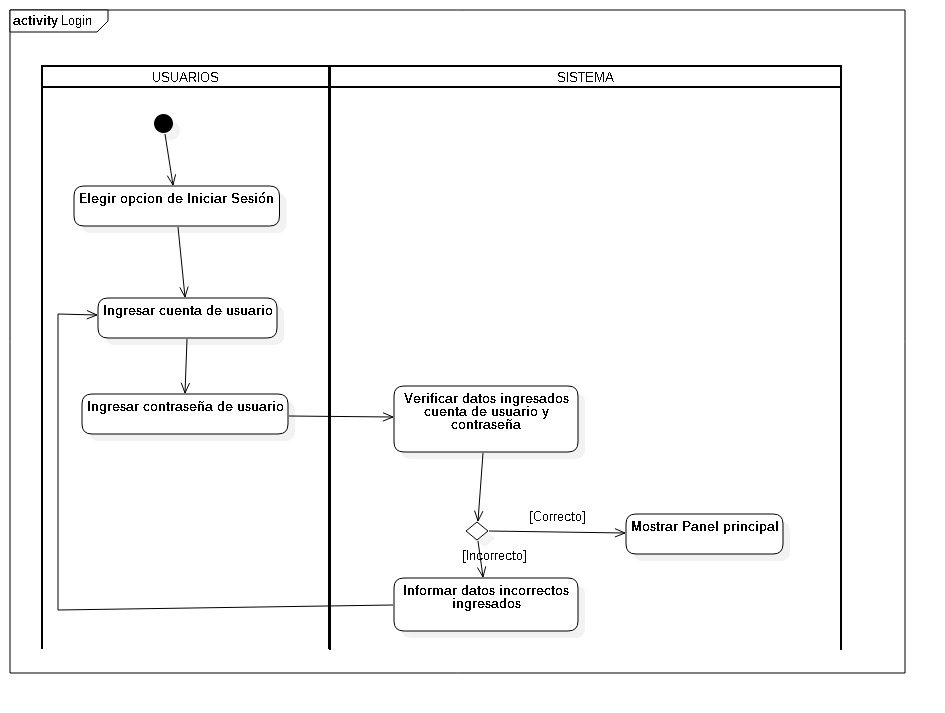 activity Login
USUARIOS
SISTEMA
Elegir opcion de Iniciar Sesión
Ingresar cuenta de usuario
Ingresar contraseña de usuario
Verificar datos ingresados
cuenta de usuario y
contraseña
[Correcto]
Mostrar Panel principal
[Incorrecto]
Informar datos incorrectos
ingresados